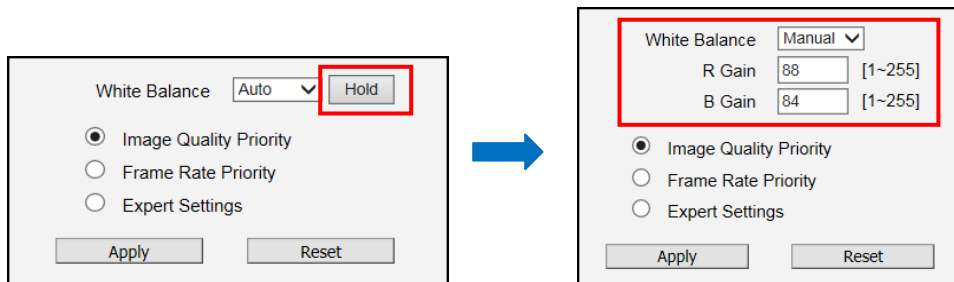 White Balance Auto Hold
Image Quality Priority
Frame Rate Priority
Expert Settings
Apply Reset
White Balance Manual
R Gain 88 [1~255]
B Gain 84 [1~255]
Image Quality Priority
Frame Rate Priority
Expert Settings
Apply Reset